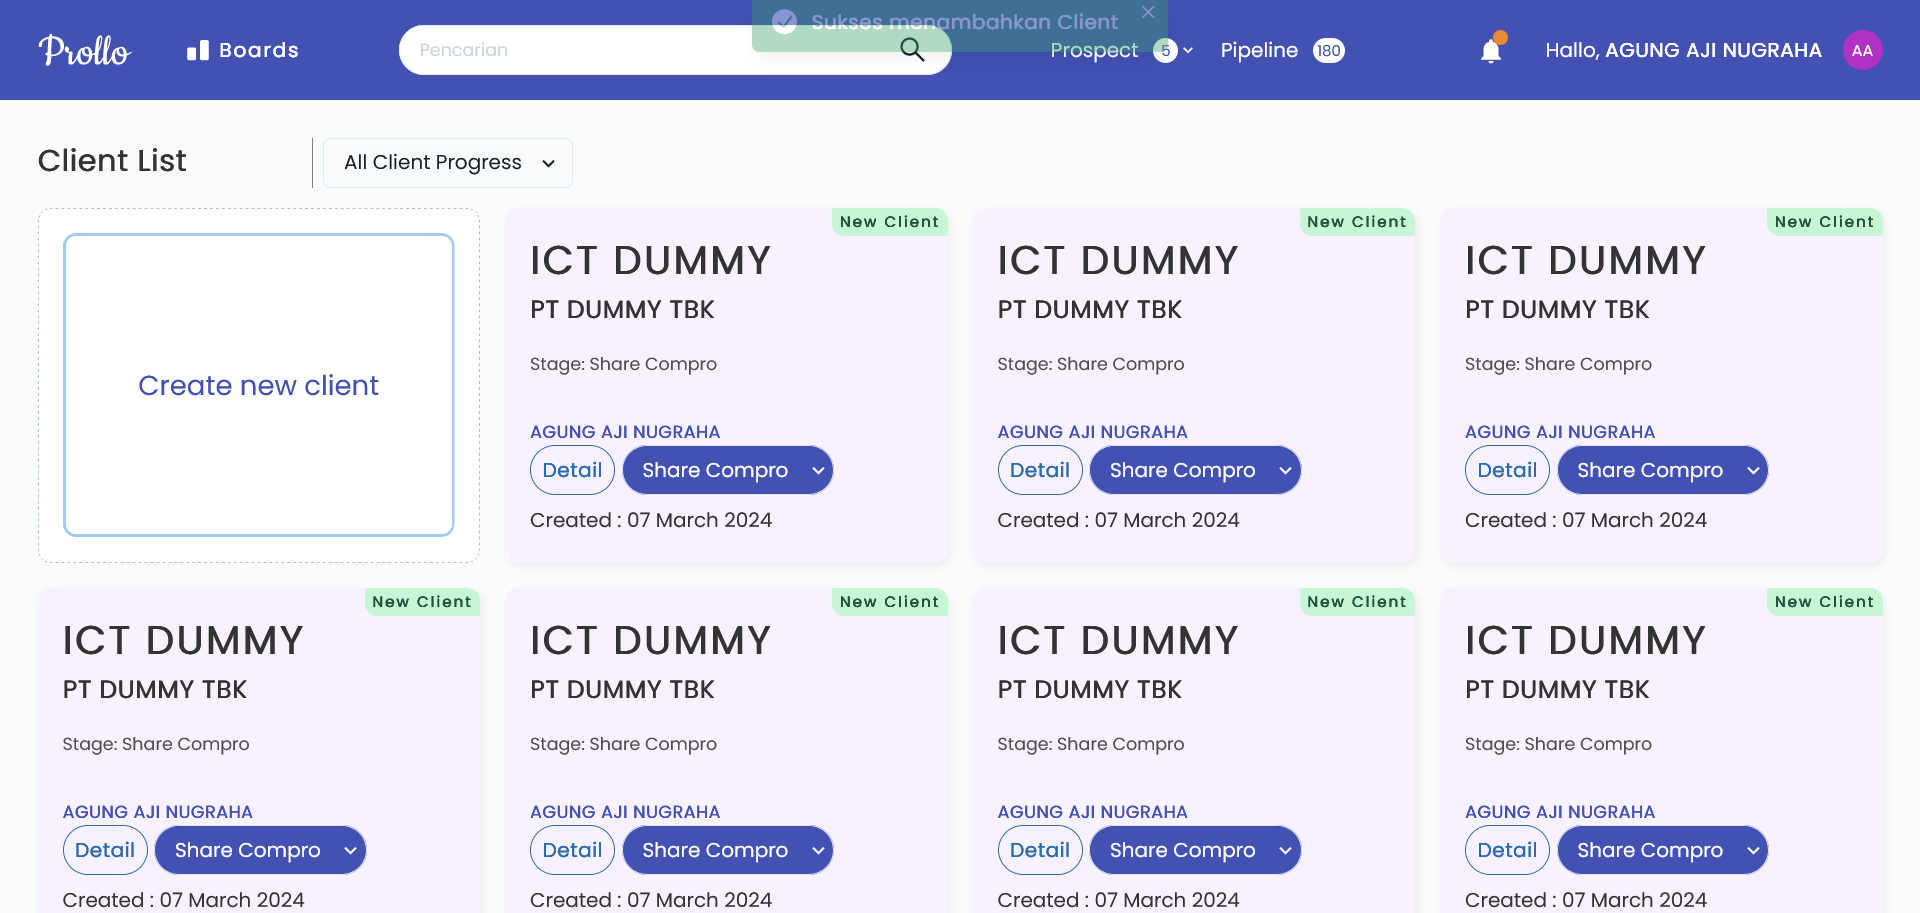 Prollo
Boards
Pencarian
Sukses menambahkan Client
Prospect 5
Pipeline 180
Hallo, AGUNG AJI NUGRAHA
AA
Client List
All Client Progress
Create new client
New Client
ICT DUMMY
PT DUMMY TBK
Stage: Share Compro
AGUNG AJI NUGRAHA
Detail
Share Compro
Created : 07 March 2024
New Client
ICT DUMMY
PT DUMMY TBK
Stage: Share Compro
AGUNG AJI NUGRAHA
Detail
Share Compro
Created : 07 March 2024
New Client
ICT DUMMY
PT DUMMY TBK
Stage: Share Compro
AGUNG AJI NUGRAHA
Detail
Share Compro
Created : 07 March 2024
New Client
ICT DUMMY
PT DUMMY TBK
Stage: Share Compro
AGUNG AJI NUGRAHA
Detail
Share Compro
Created : 07 March 2024
New Client
ICT DUMMY
PT DUMMY TBK
Stage: Share Compro
AGUNG AJI NUGRAHA
Detail
Share Compro
Created : 07 March 2024
New Client
ICT DUMMY
PT DUMMY TBK
Stage: Share Compro
AGUNG AJI NUGRAHA
Detail
Share Compro
Created : 07 March 2024
New Client
ICT DUMMY
PT DUMMY TBK
Stage: Share Compro
AGUNG AJI NUGRAHA
Detail
Share Compro
Created : 07 March 2024